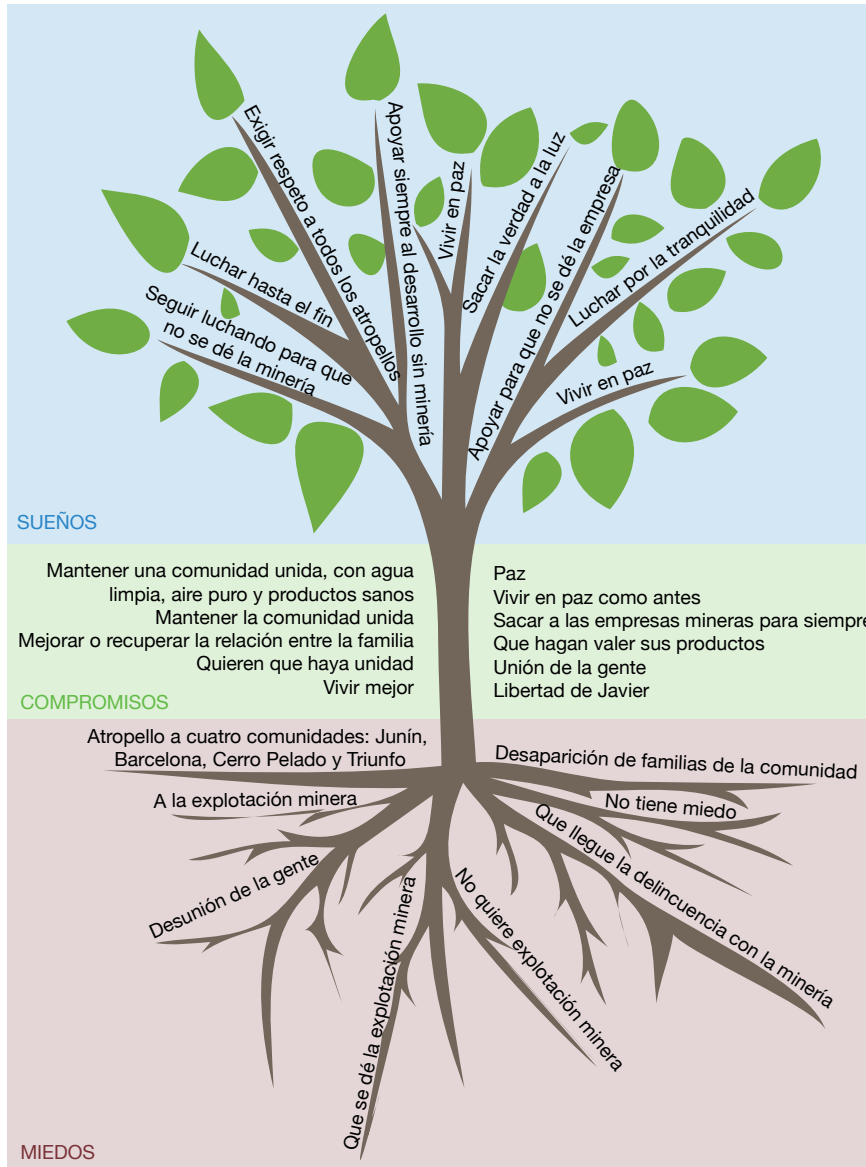 Exigir respeto a todos los atropellos
Apoyar siempre al desarrollo sin minería
Vivir en paz
Sacar la verdad a la luz
Apoyar para que no se dé la empresa
Luchar por la tranquilidad
Luchar hasta el fin
Seguir luchando para que
no se dé la minería
Vivir en paz
SUEÑOS
Mantener una comunidad unida, con agua
limpia, aire puro y productos sanos
Mantener la comunidad unida
Mejorar o recuperar la relación entre la familia
Quieren que haya unidad
Vivir mejor
Paz
Vivir en paz como antes
Sacar a las empresas mineras para siempre
Que hagan valer sus productos
Unión de la gente
Libertad de Javier
COMPROMISOS
Atropello a cuatro comunidades: Junín,
Barcelona, Cerro Pelado y Triunfo
Desaparición de familias de la comunidad
A la explotación minera
No tiene miedo
Que llegue la delincuencia con la minería
Desunión de la gente
Que se dé la explotación minera
No quiere explotación minera
MIEDOS